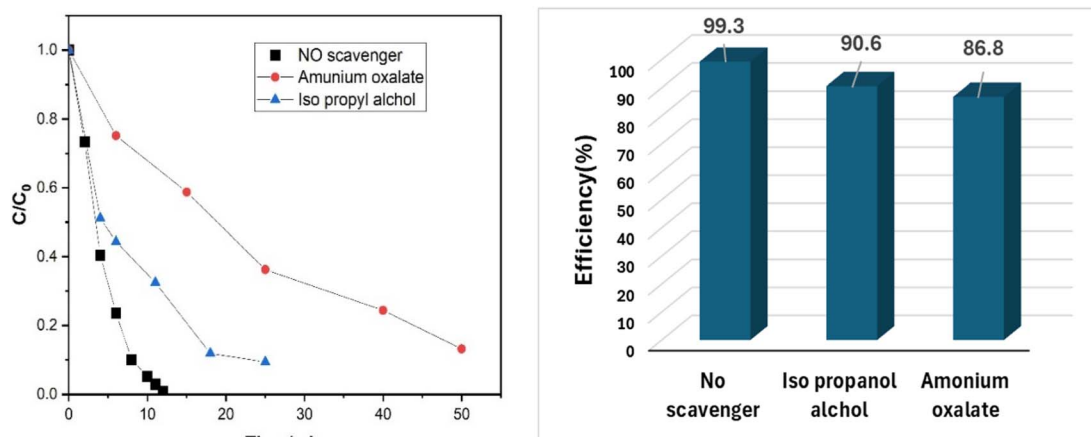 NO scavenger
Amunium oxalate
Iso propyl alchol
C/C0
1.0
0.8
0.6
0.4
0.2
0.0
0 10 20 30 40 50
99.3
90.6
86.8
Efficiency(%)
100
90
80
70
60
50
40
30
20
10
0
No scavenger
Iso propanol alchol
Amonium oxalate